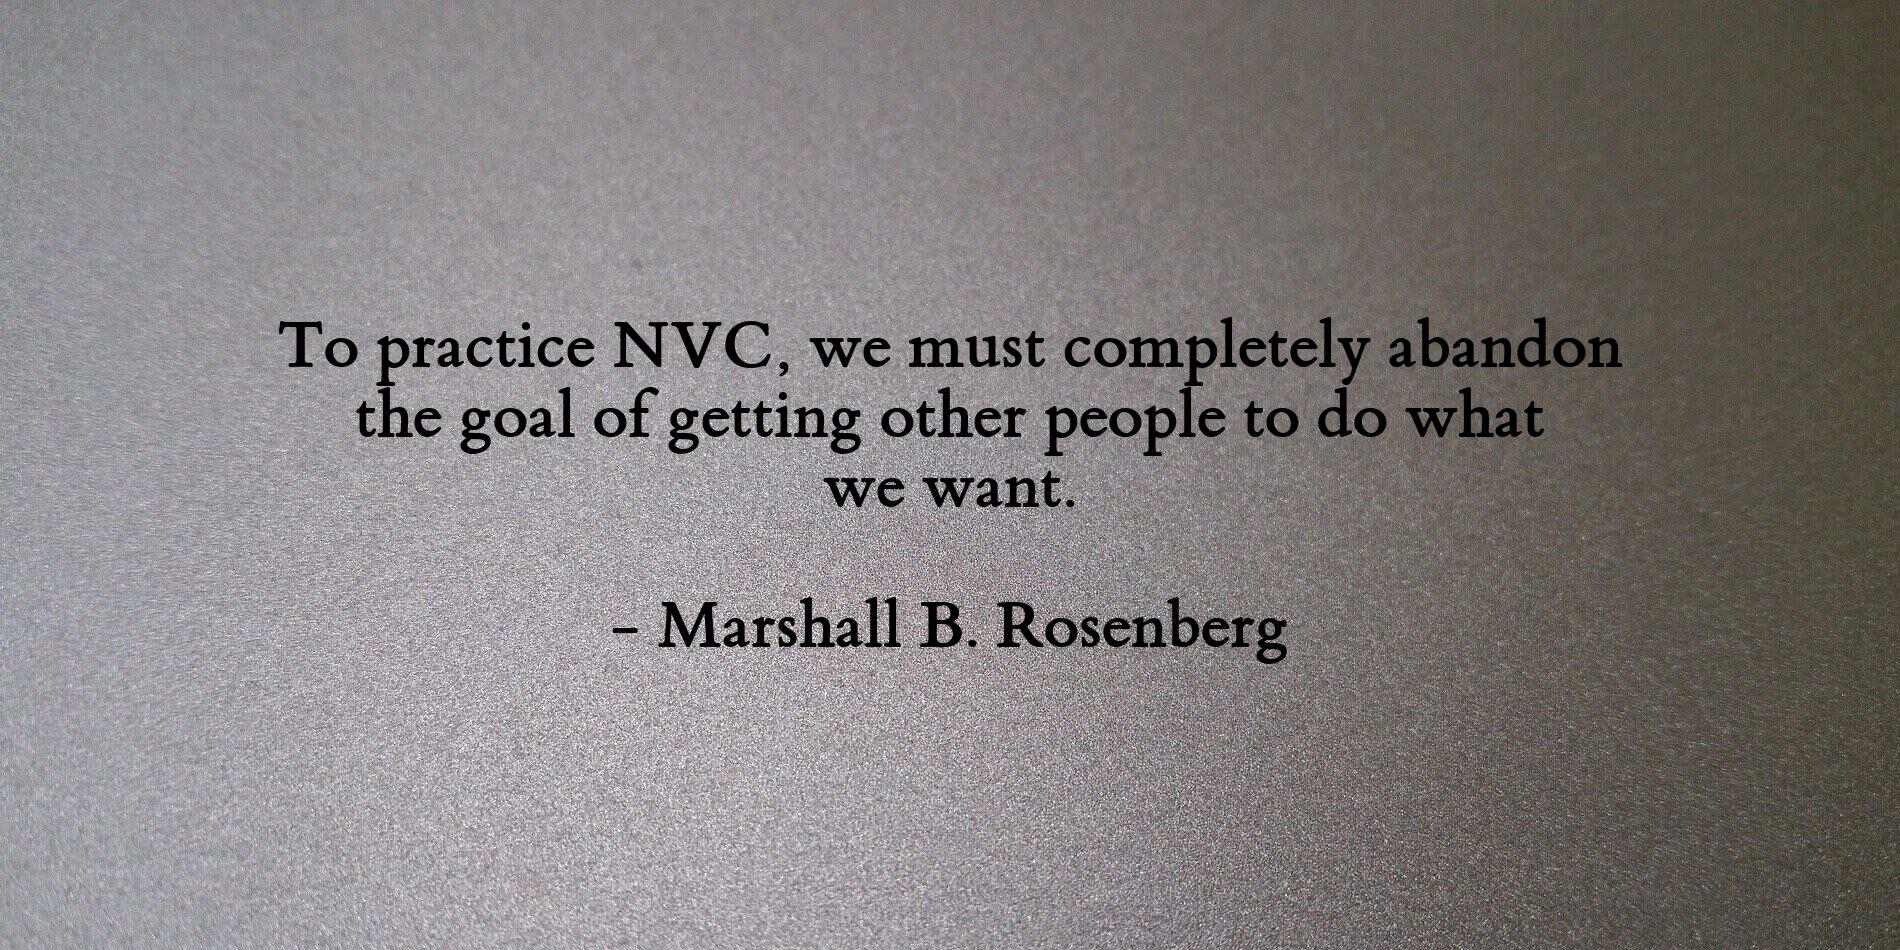 To practice NVC, we must completely abandon
the goal of getting other people to do what
we want.
- Marshall B. Rosenberg